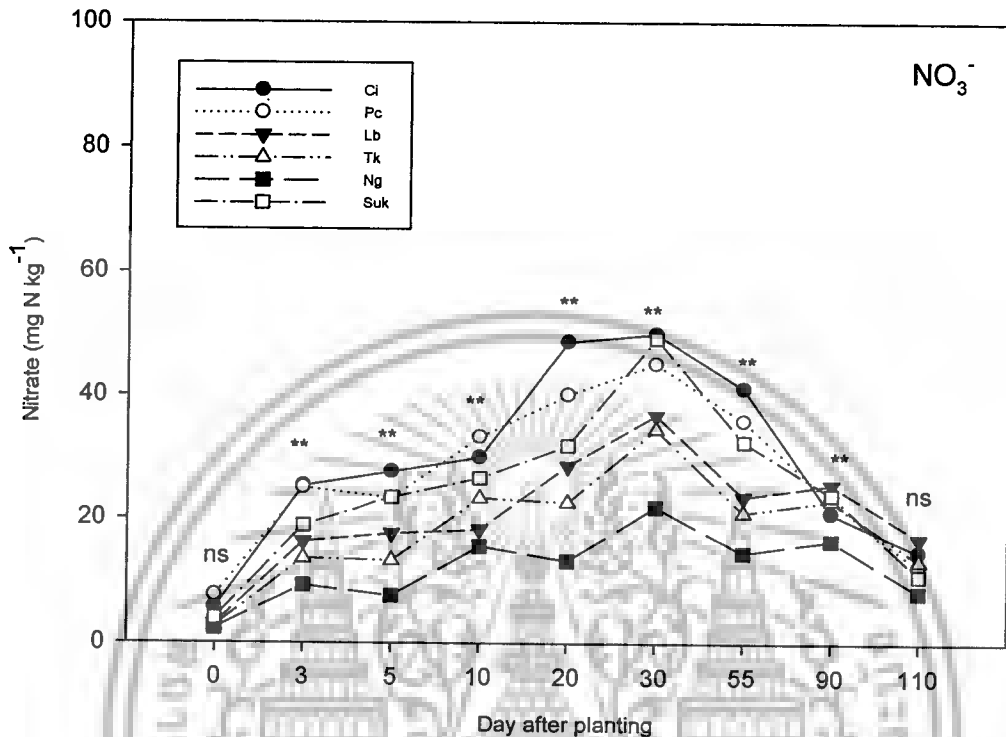 100
80
60
40
20
0
Nitrate (mg N kg⁻¹)
NO₃⁻
Ci
Pc
Lb
Tk
Ng
Suk
ns
**
**
**
**
**
**
**
ns
0 3 5 10 20 30 55 90 110
Day after planting